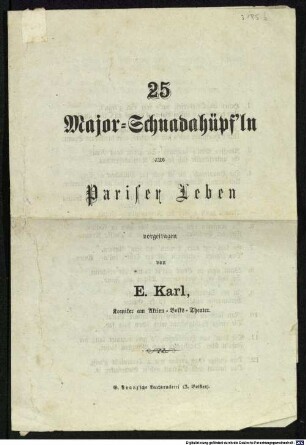 25
Major-Schnadahüpf'ln
aus
Pariser Leben
vorgetragen
von
E. Karl,
Komiker am Aktien-Volks-Theater.